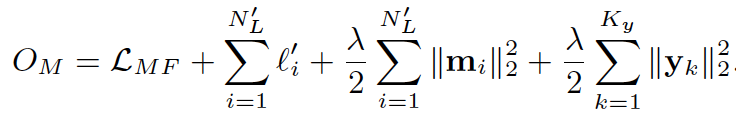 $O_M = \mathcal{L}_{MF} + \sum_{i=1}^{N'_L} \ell'_i + \frac{\lambda}{2} \sum_{i=1}^{N'_L} \|\mathbf{m}_i\|_2^2 + \frac{\lambda}{2} \sum_{k=1}^{K_y} \|\mathbf{y}_k\|_2^2.$